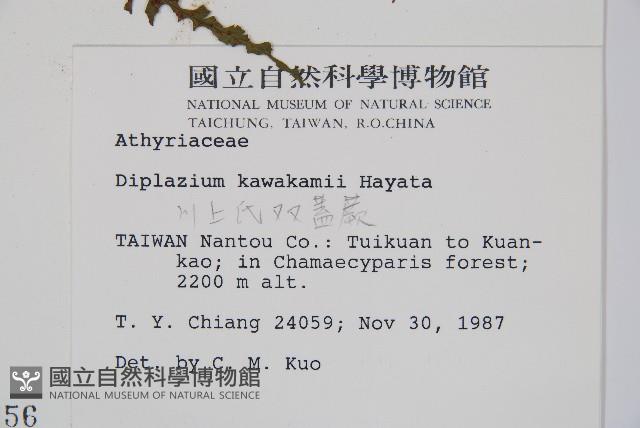 國立自然科學博物館
NATIONAL MUSEUM OF NATURAL SCIENCE
TAICHUNG, TAIWAN, R.O.CHINA
Athyriaceae
Diplazium kawakamii Hayata
川上氏双蓋蕨
TAIWAN Nantou Co.: Tuikuan to Kuan-
kao; in Chamaecyparis forest;
2200 m alt.
T. Y. Chiang 24059; Nov 30, 1987
Det. by C. M. Kuo
國立自然科學博物館
NATIONAL MUSEUM OF NATURAL SCIENCE
56